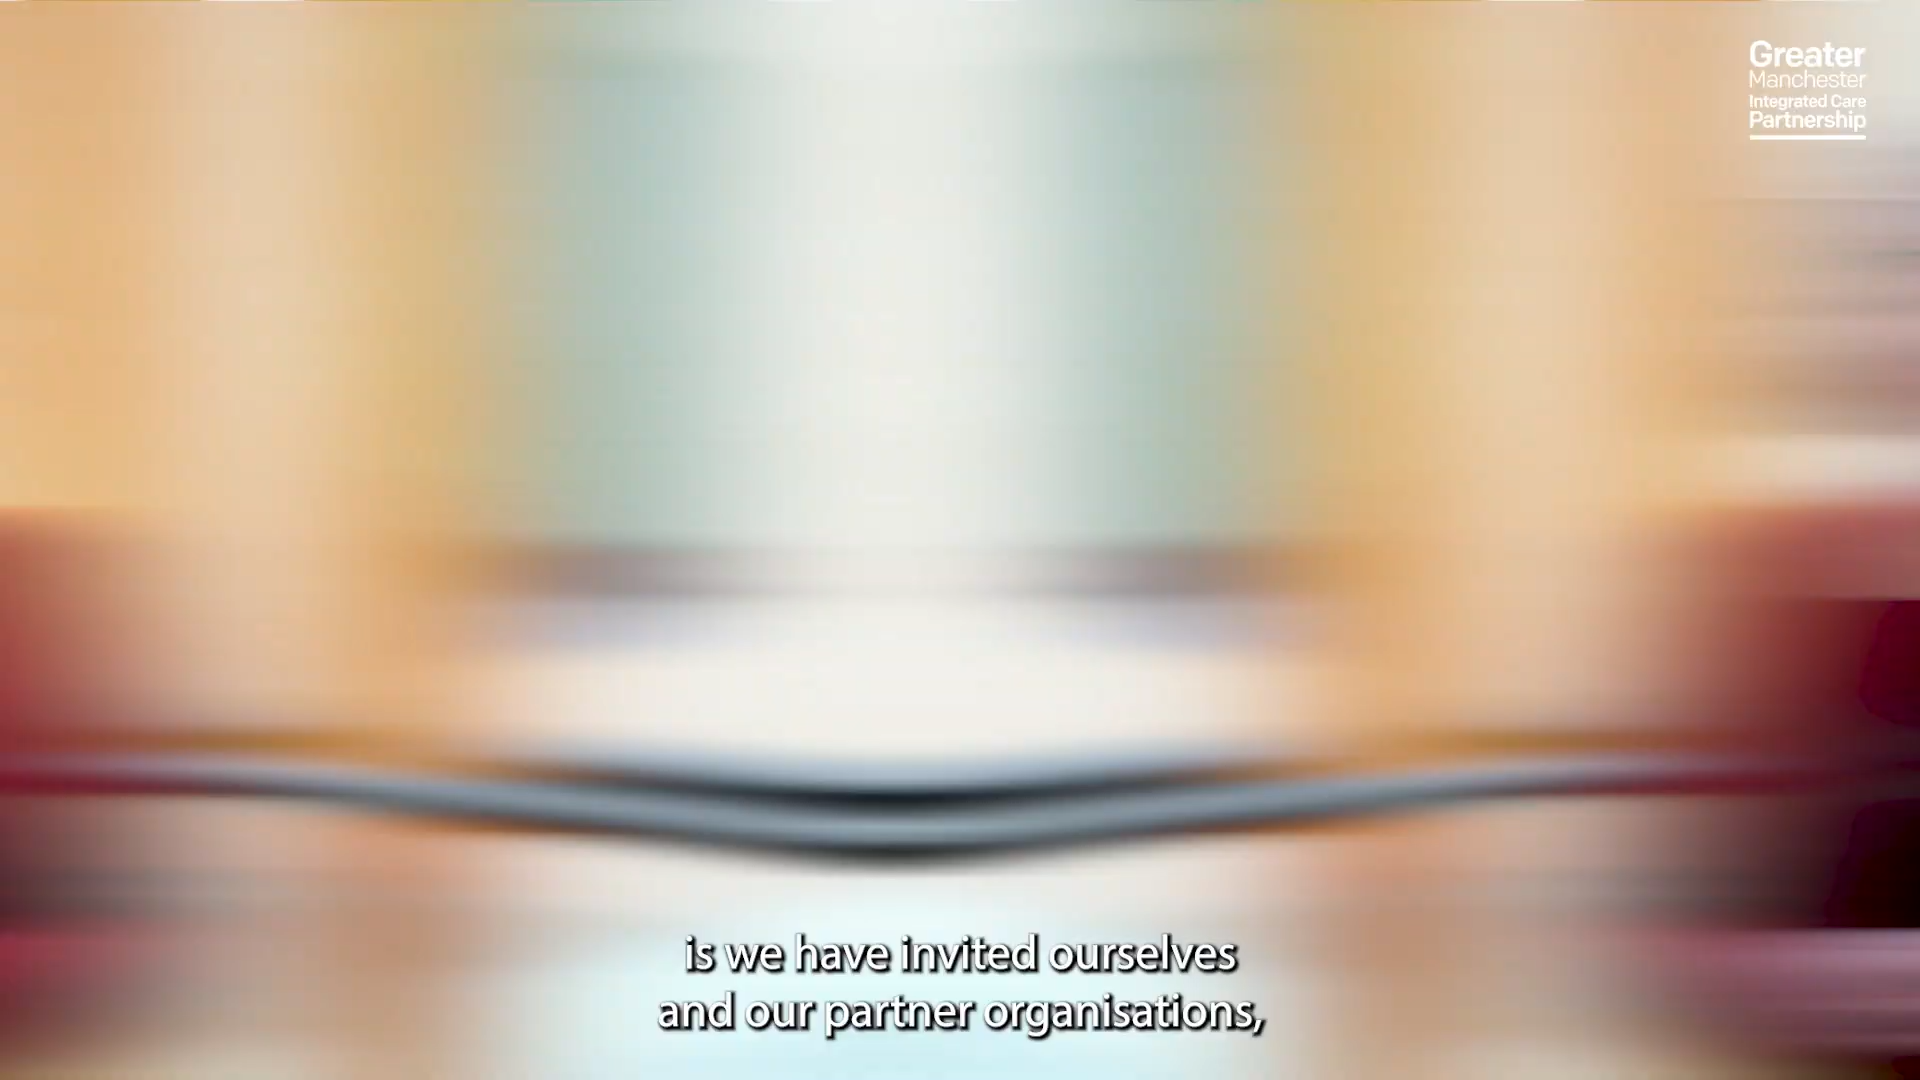 Greater
Manchester
Integrated Care
Partnership
is we have invited ourselves
and our partner organisations,